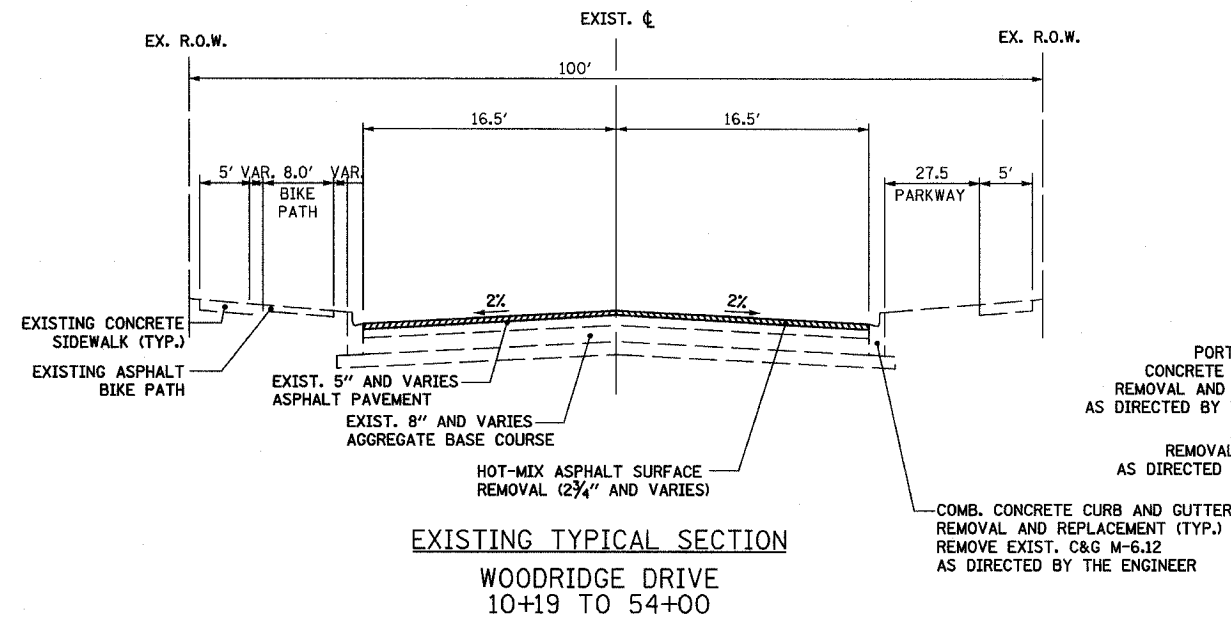 EXIST. ℄
EX. R.O.W.
EX. R.O.W.
100'
16.5'
16.5'
5' VAR. 8.0' VAR.
BIKE
PATH
27.5
PARKWAY
5'
2%
2%
EXISTING CONCRETE
SIDEWALK (TYP.)
EXISTING ASPHALT
BIKE PATH
EXIST. 5" AND VARIES
ASPHALT PAVEMENT
EXIST. 8" AND VARIES
AGGREGATE BASE COURSE
HOT-MIX ASPHALT SURFACE
REMOVAL (2¾" AND VARIES)
PORT
CONCRETE
REMOVAL AND
AS DIRECTED BY
REMOVAL
AS DIRECTED
COMB. CONCRETE CURB AND GUTTER
REMOVAL AND REPLACEMENT (TYP.)
REMOVE EXIST. C&G M-6.12
AS DIRECTED BY THE ENGINEER
EXISTING TYPICAL SECTION
WOODRIDGE DRIVE
10+19 TO 54+00